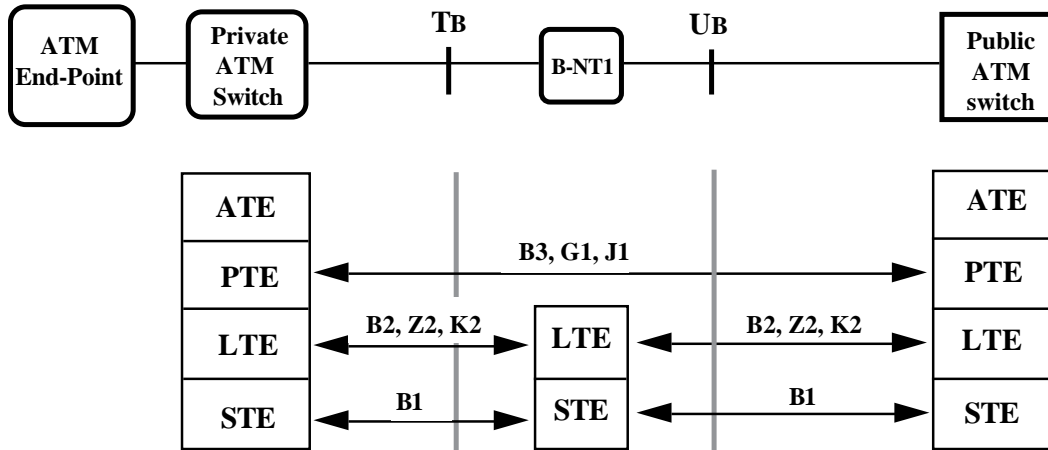 ATM
End-Point
Private
ATM
Switch
TB
B-NT1
UB
Public
ATM
switch
ATE
PTE
LTE
STE
B3, G1, J1
B2, Z2, K2
B1
LTE
STE
B2, Z2, K2
B1
ATE
PTE
LTE
STE